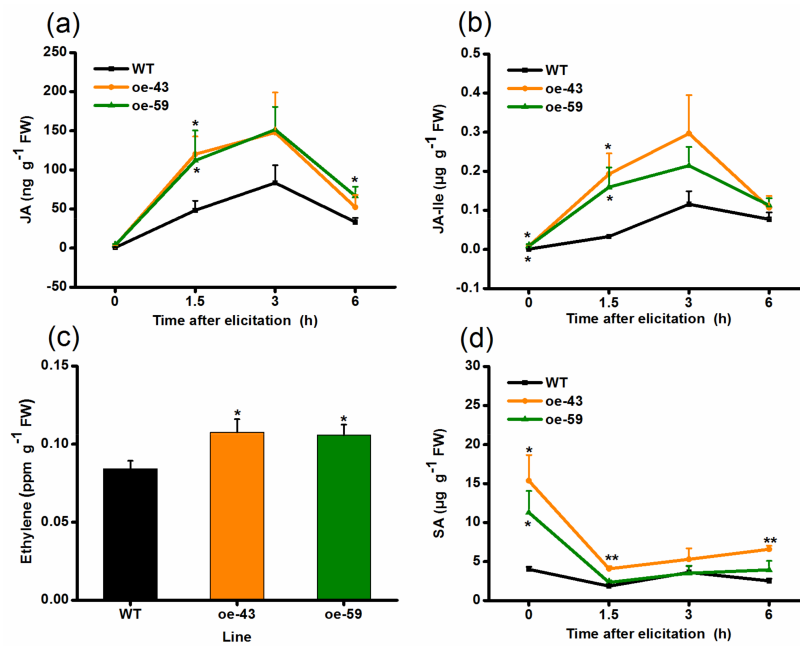 (a)
250
200
150
100
50
0
-50
JA (ng g⁻¹ FW)
WT
oe-43
oe-59
*
*
*
0 1.5 3 6
Time after elicitation (h)
(b)
0.5
0.4
0.3
0.2
0.1
0.0
-0.1
JA-Ile (µg g⁻¹ FW)
WT
oe-43
oe-59
*
*
*
*
0 1.5 3 6
Time after elicitation (h)
(c)
0.15
0.10
0.05
0.00
Ethylene (ppm g⁻¹ FW)
* *
WT oe-43 oe-59
Line
(d)
30
25
20
15
10
5
0
SA (µg g⁻¹ FW)
WT
oe-43
oe-59
*
*
**
**
0 1.5 3 6
Time after elicitation (h)